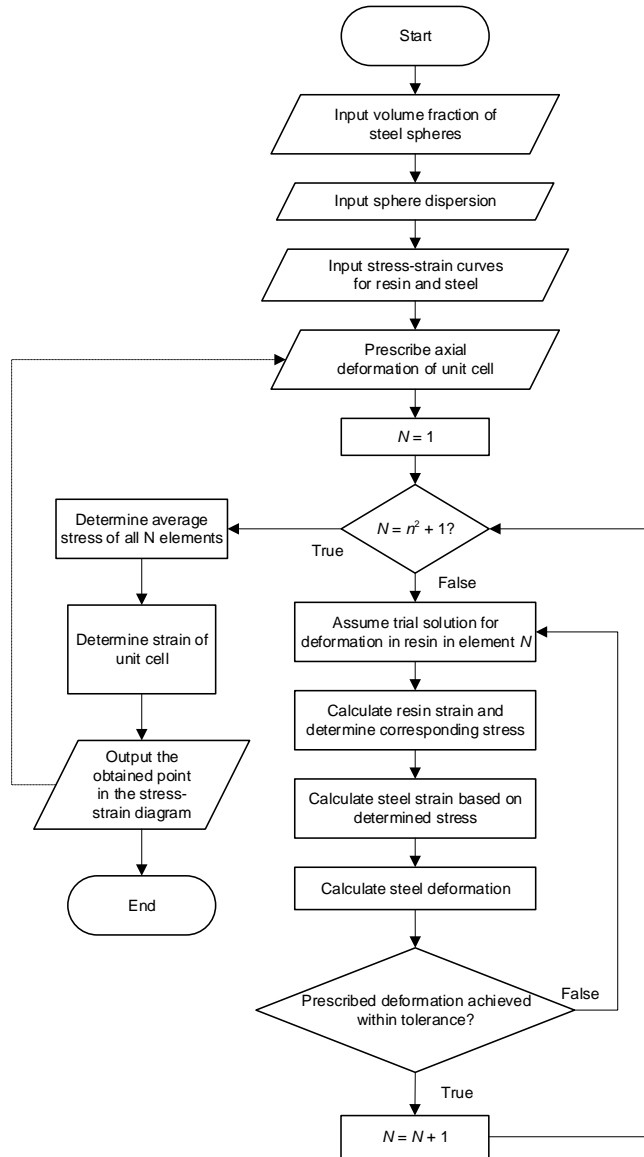 Start
Input volume fraction of
steel spheres
Input sphere dispersion
Input stress-strain curves
for resin and steel
Prescribe axial
deformation of unit cell
N = 1
N = n² + 1?
True
False
Determine average
stress of all N elements
Determine strain of
unit cell
Output the
obtained point
in the stress-
strain diagram
End
Assume trial solution for
deformation in resin in element N
Calculate resin strain and
determine corresponding stress
Calculate steel strain based on
determined stress
Calculate steel deformation
Prescribed deformation achieved
within tolerance?
False
True
N = N + 1